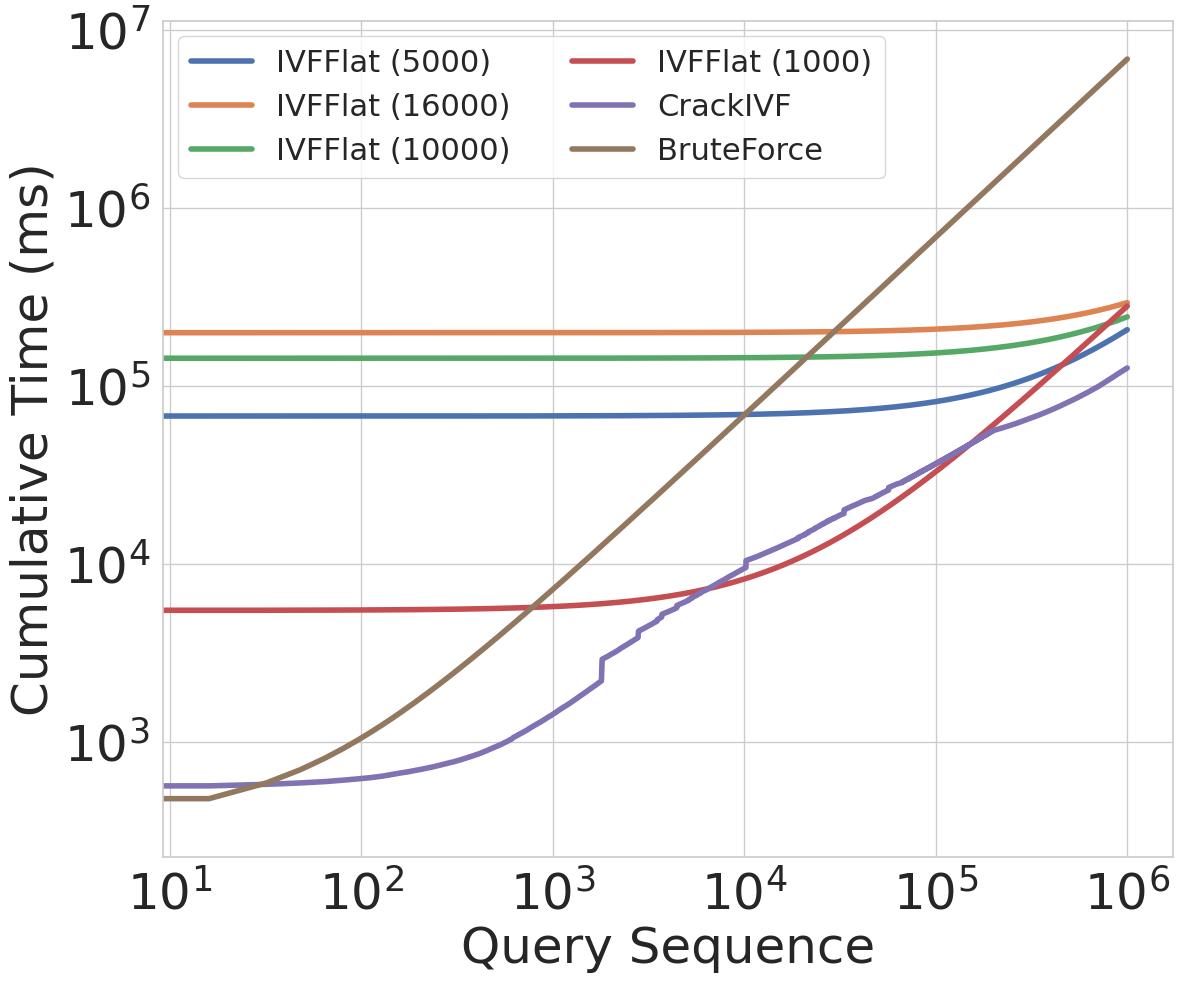 10^7
10^6
10^5
10^4
10^3
Cumulative Time (ms)
IVFFlat (5000)
IVFFlat (16000)
IVFFlat (10000)
IVFFlat (1000)
CrackIVF
BruteForce
10^1 10^2 10^3 10^4 10^5 10^6
Query Sequence